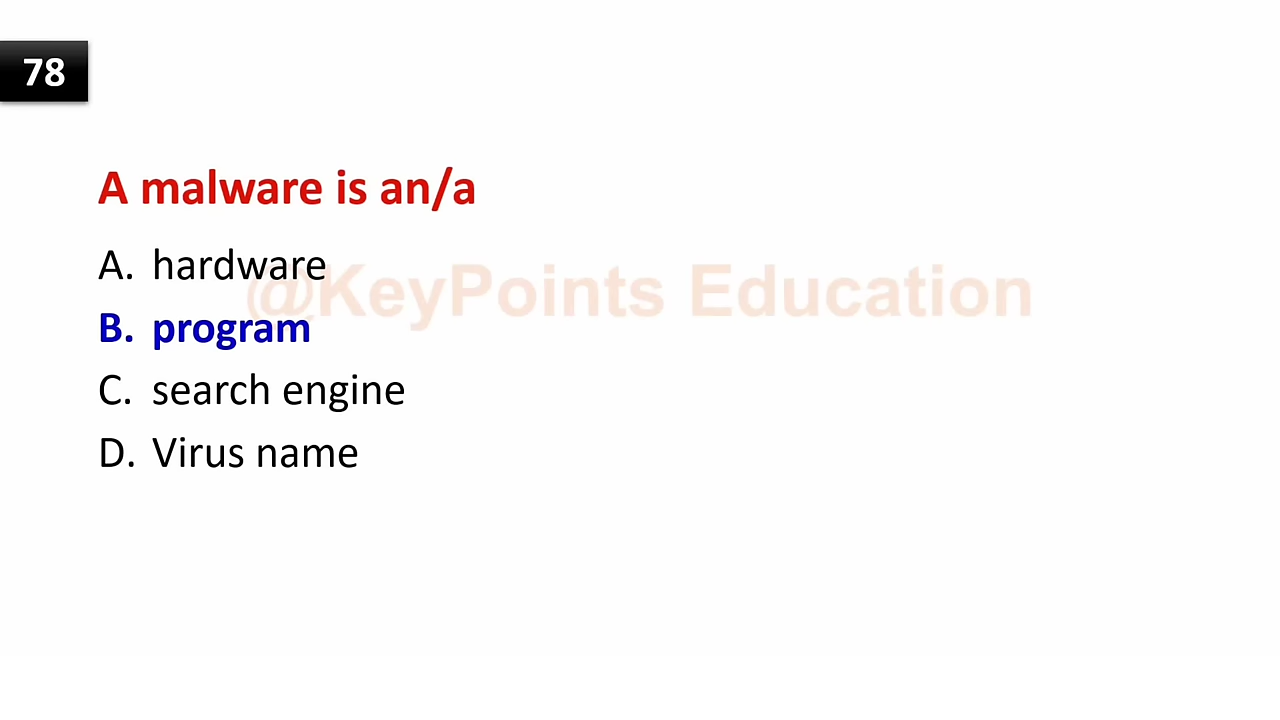 78
A malware is an/a
A. hardware
@KeyPoints Education
B. program
C. search engine
D. Virus name